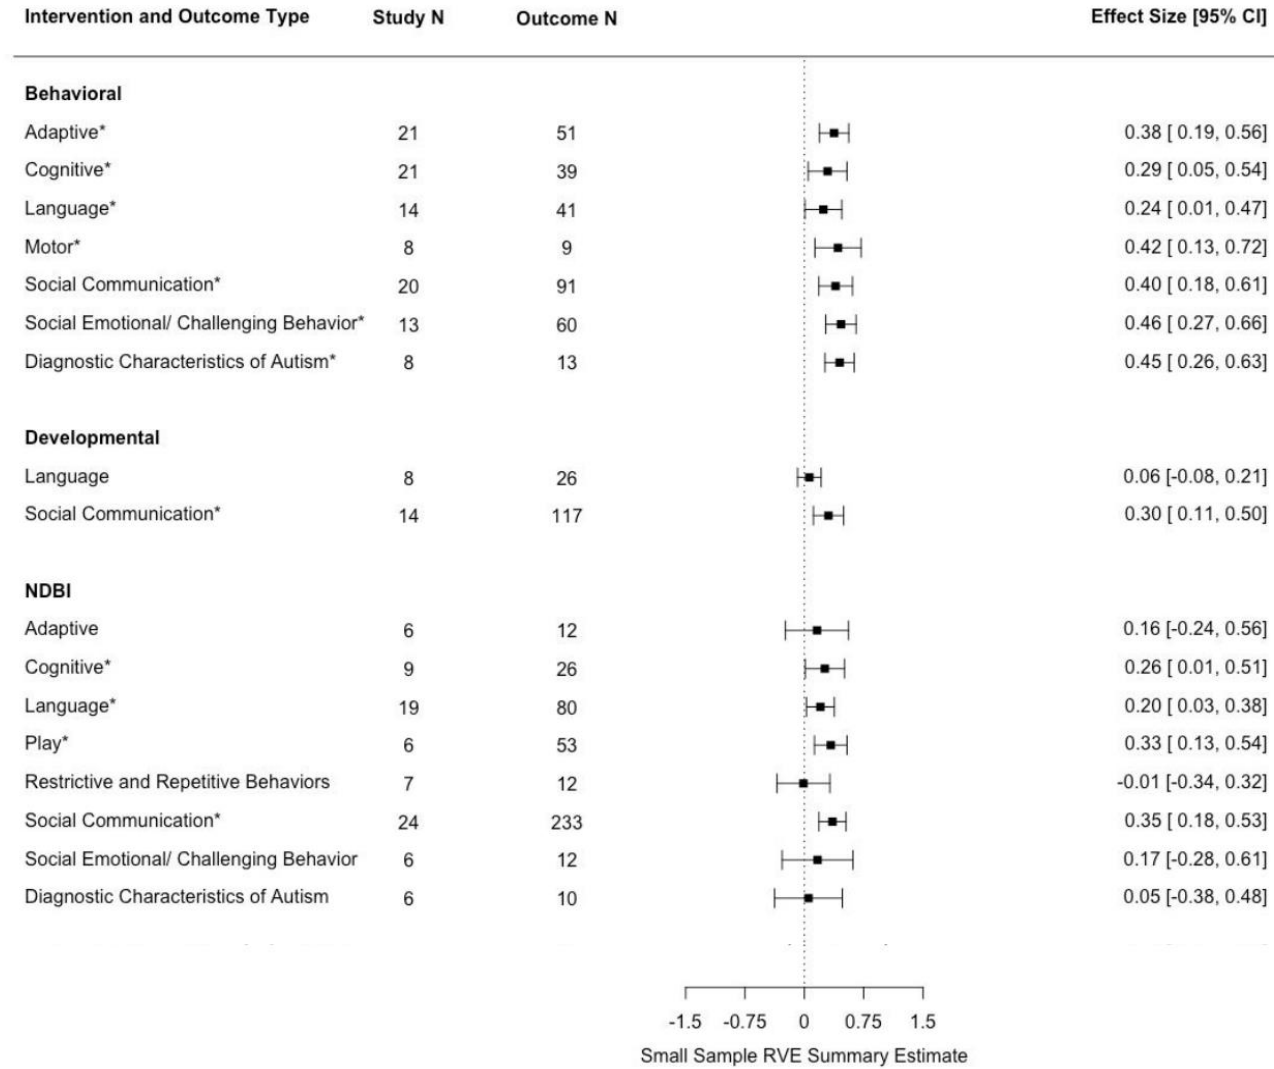 Intervention and Outcome Type Study N Outcome N Effect Size [95% CI]
Behavioral
Adaptive* 21 51 0.38 [ 0.19, 0.56]
Cognitive* 21 39 0.29 [ 0.05, 0.54]
Language* 14 41 0.24 [ 0.01, 0.47]
Motor* 8 9 0.42 [ 0.13, 0.72]
Social Communication* 20 91 0.40 [ 0.18, 0.61]
Social Emotional/ Challenging Behavior* 13 60 0.46 [ 0.27, 0.66]
Diagnostic Characteristics of Autism* 8 13 0.45 [ 0.26, 0.63]
Developmental
Language 8 26 0.06 [-0.08, 0.21]
Social Communication* 14 117 0.30 [ 0.11, 0.50]
NDBI
Adaptive 6 12 0.16 [-0.24, 0.56]
Cognitive* 9 26 0.26 [ 0.01, 0.51]
Language* 19 80 0.20 [ 0.03, 0.38]
Play* 6 53 0.33 [ 0.13, 0.54]
Restrictive and Repetitive Behaviors 7 12 -0.01 [-0.34, 0.32]
Social Communication* 24 233 0.35 [ 0.18, 0.53]
Social Emotional/ Challenging Behavior 6 12 0.17 [-0.28, 0.61]
Diagnostic Characteristics of Autism 6 10 0.05 [-0.38, 0.48]
-1.5 -0.75 0 0.75 1.5
Small Sample RVE Summary Estimate